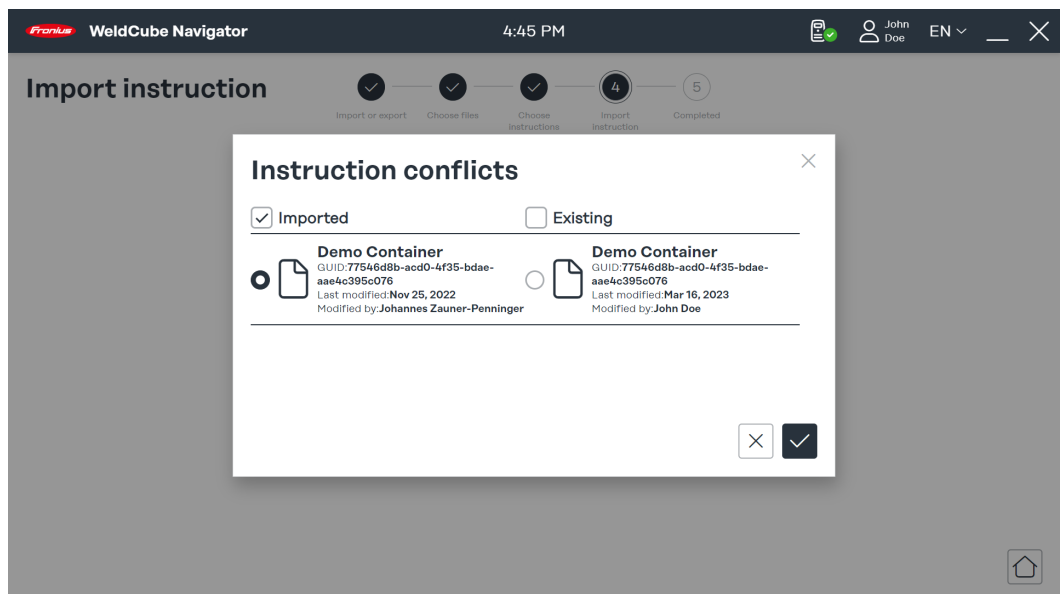 Fronius WeldCube Navigator 4:45 PM John Doe EN
Import instruction
4 5
Import or export Choose files Choose instructions Import instruction Completed
Instruction conflicts
Imported Existing
Demo Container
GUID:77546d8b-acd0-4f35-bdae-
aae4c395c076
Last modified:Nov 25, 2022
Modified by:Johannes Zauner-Penninger
Demo Container
GUID:77546d8b-acd0-4f35-bdae-
aae4c395c076
Last modified:Mar 16, 2023
Modified by:John Doe